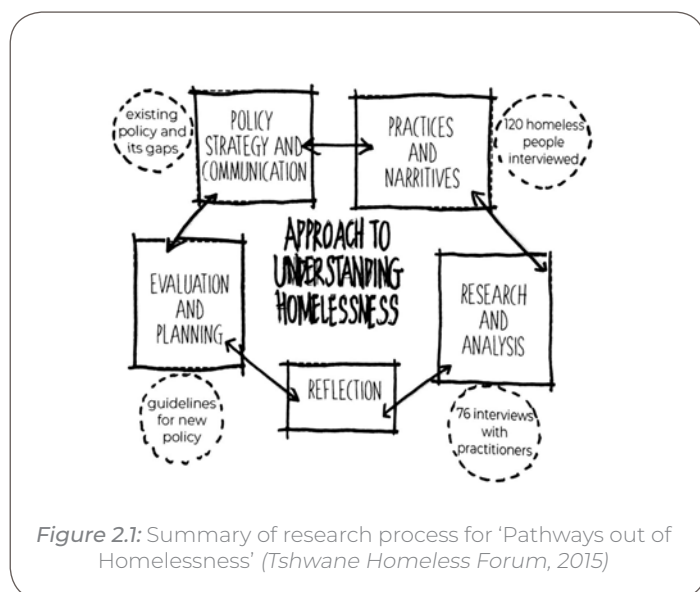 existing
policy and
its gaps
POLICY
STRATEGY AND
COMMUNICATION
PRACTICES
AND
NARRITIVES
120 homeless
people
interviewed
APPROACH TO
UNDERSTANDING
HOMELESSNESS
EVALUATION
AND
PLANNING
RESEARCH
AND
ANALYSIS
REFLECTION
guidelines
for new
policy
76 interviews
with
practitioners
Figure 2.1: Summary of research process for ‘Pathways out of
Homelessness’ (Tshwane Homeless Forum, 2015)